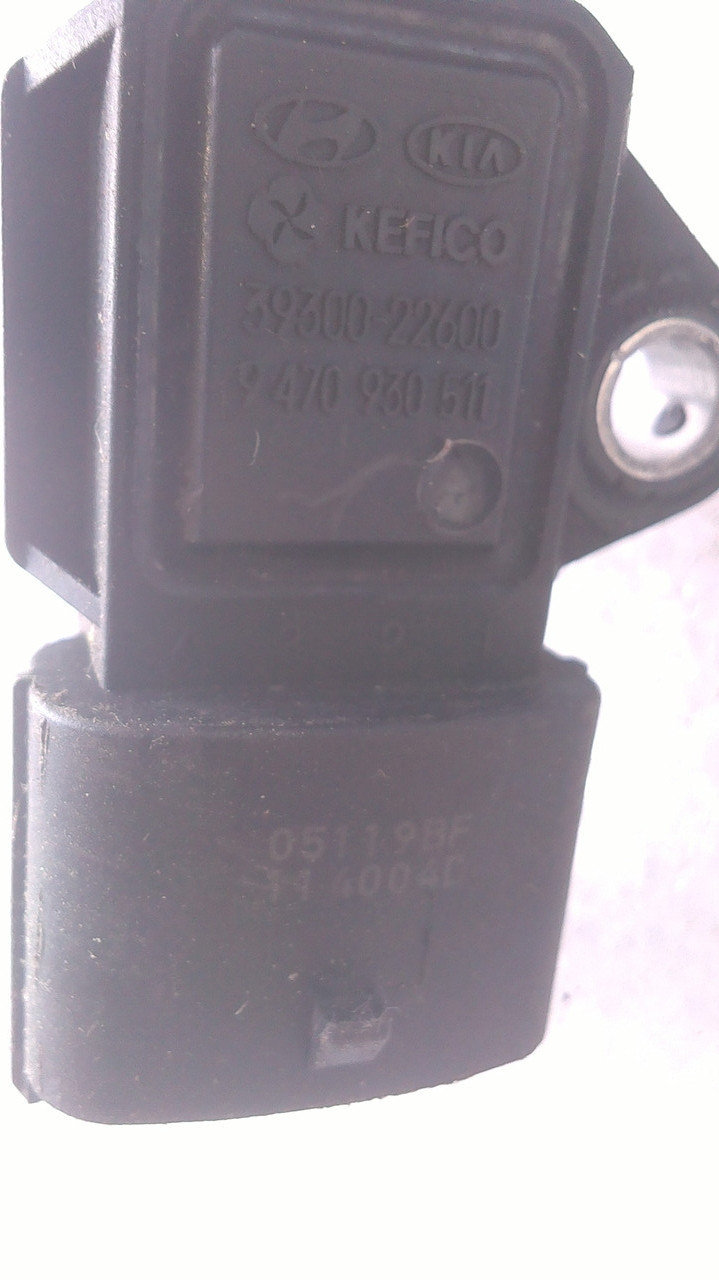 KIA
KEFICO
39300-22600
9 470 930 511
05119BF